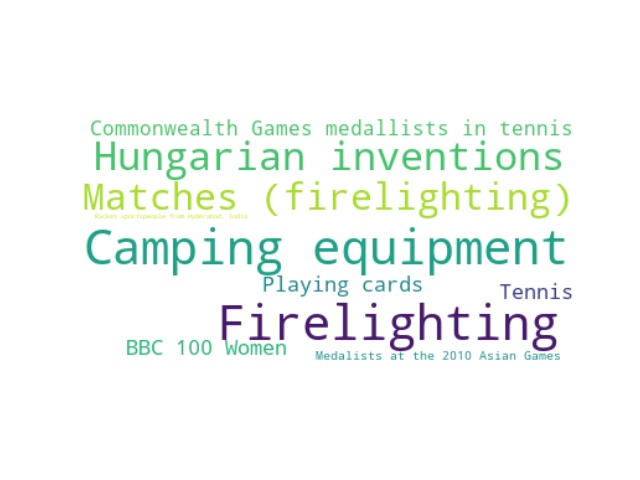 Commonwealth Games medallists in tennis
Hungarian inventions
Matches (firelighting)
Racket sportspeople from Hyderabad, India
Camping equipment
Playing cards
Tennis
Firelighting
BBC 100 Women
Medalists at the 2010 Asian Games